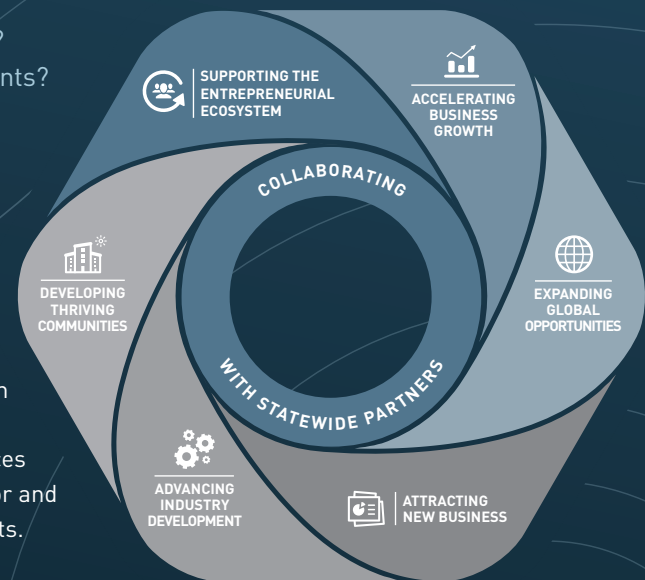 ?
nts?
SUPPORTING THE
ENTREPRENEURIAL
ECOSYSTEM
ACCELERATING
BUSINESS
GROWTH
COLLABORATING
WITH STATEWIDE PARTNERS
DEVELOPING
THRIVING
COMMUNITIES
EXPANDING
GLOBAL
OPPORTUNITIES
ADVANCING
INDUSTRY
DEVELOPMENT
ATTRACTING
NEW BUSINESS
n
es
or and
ts.